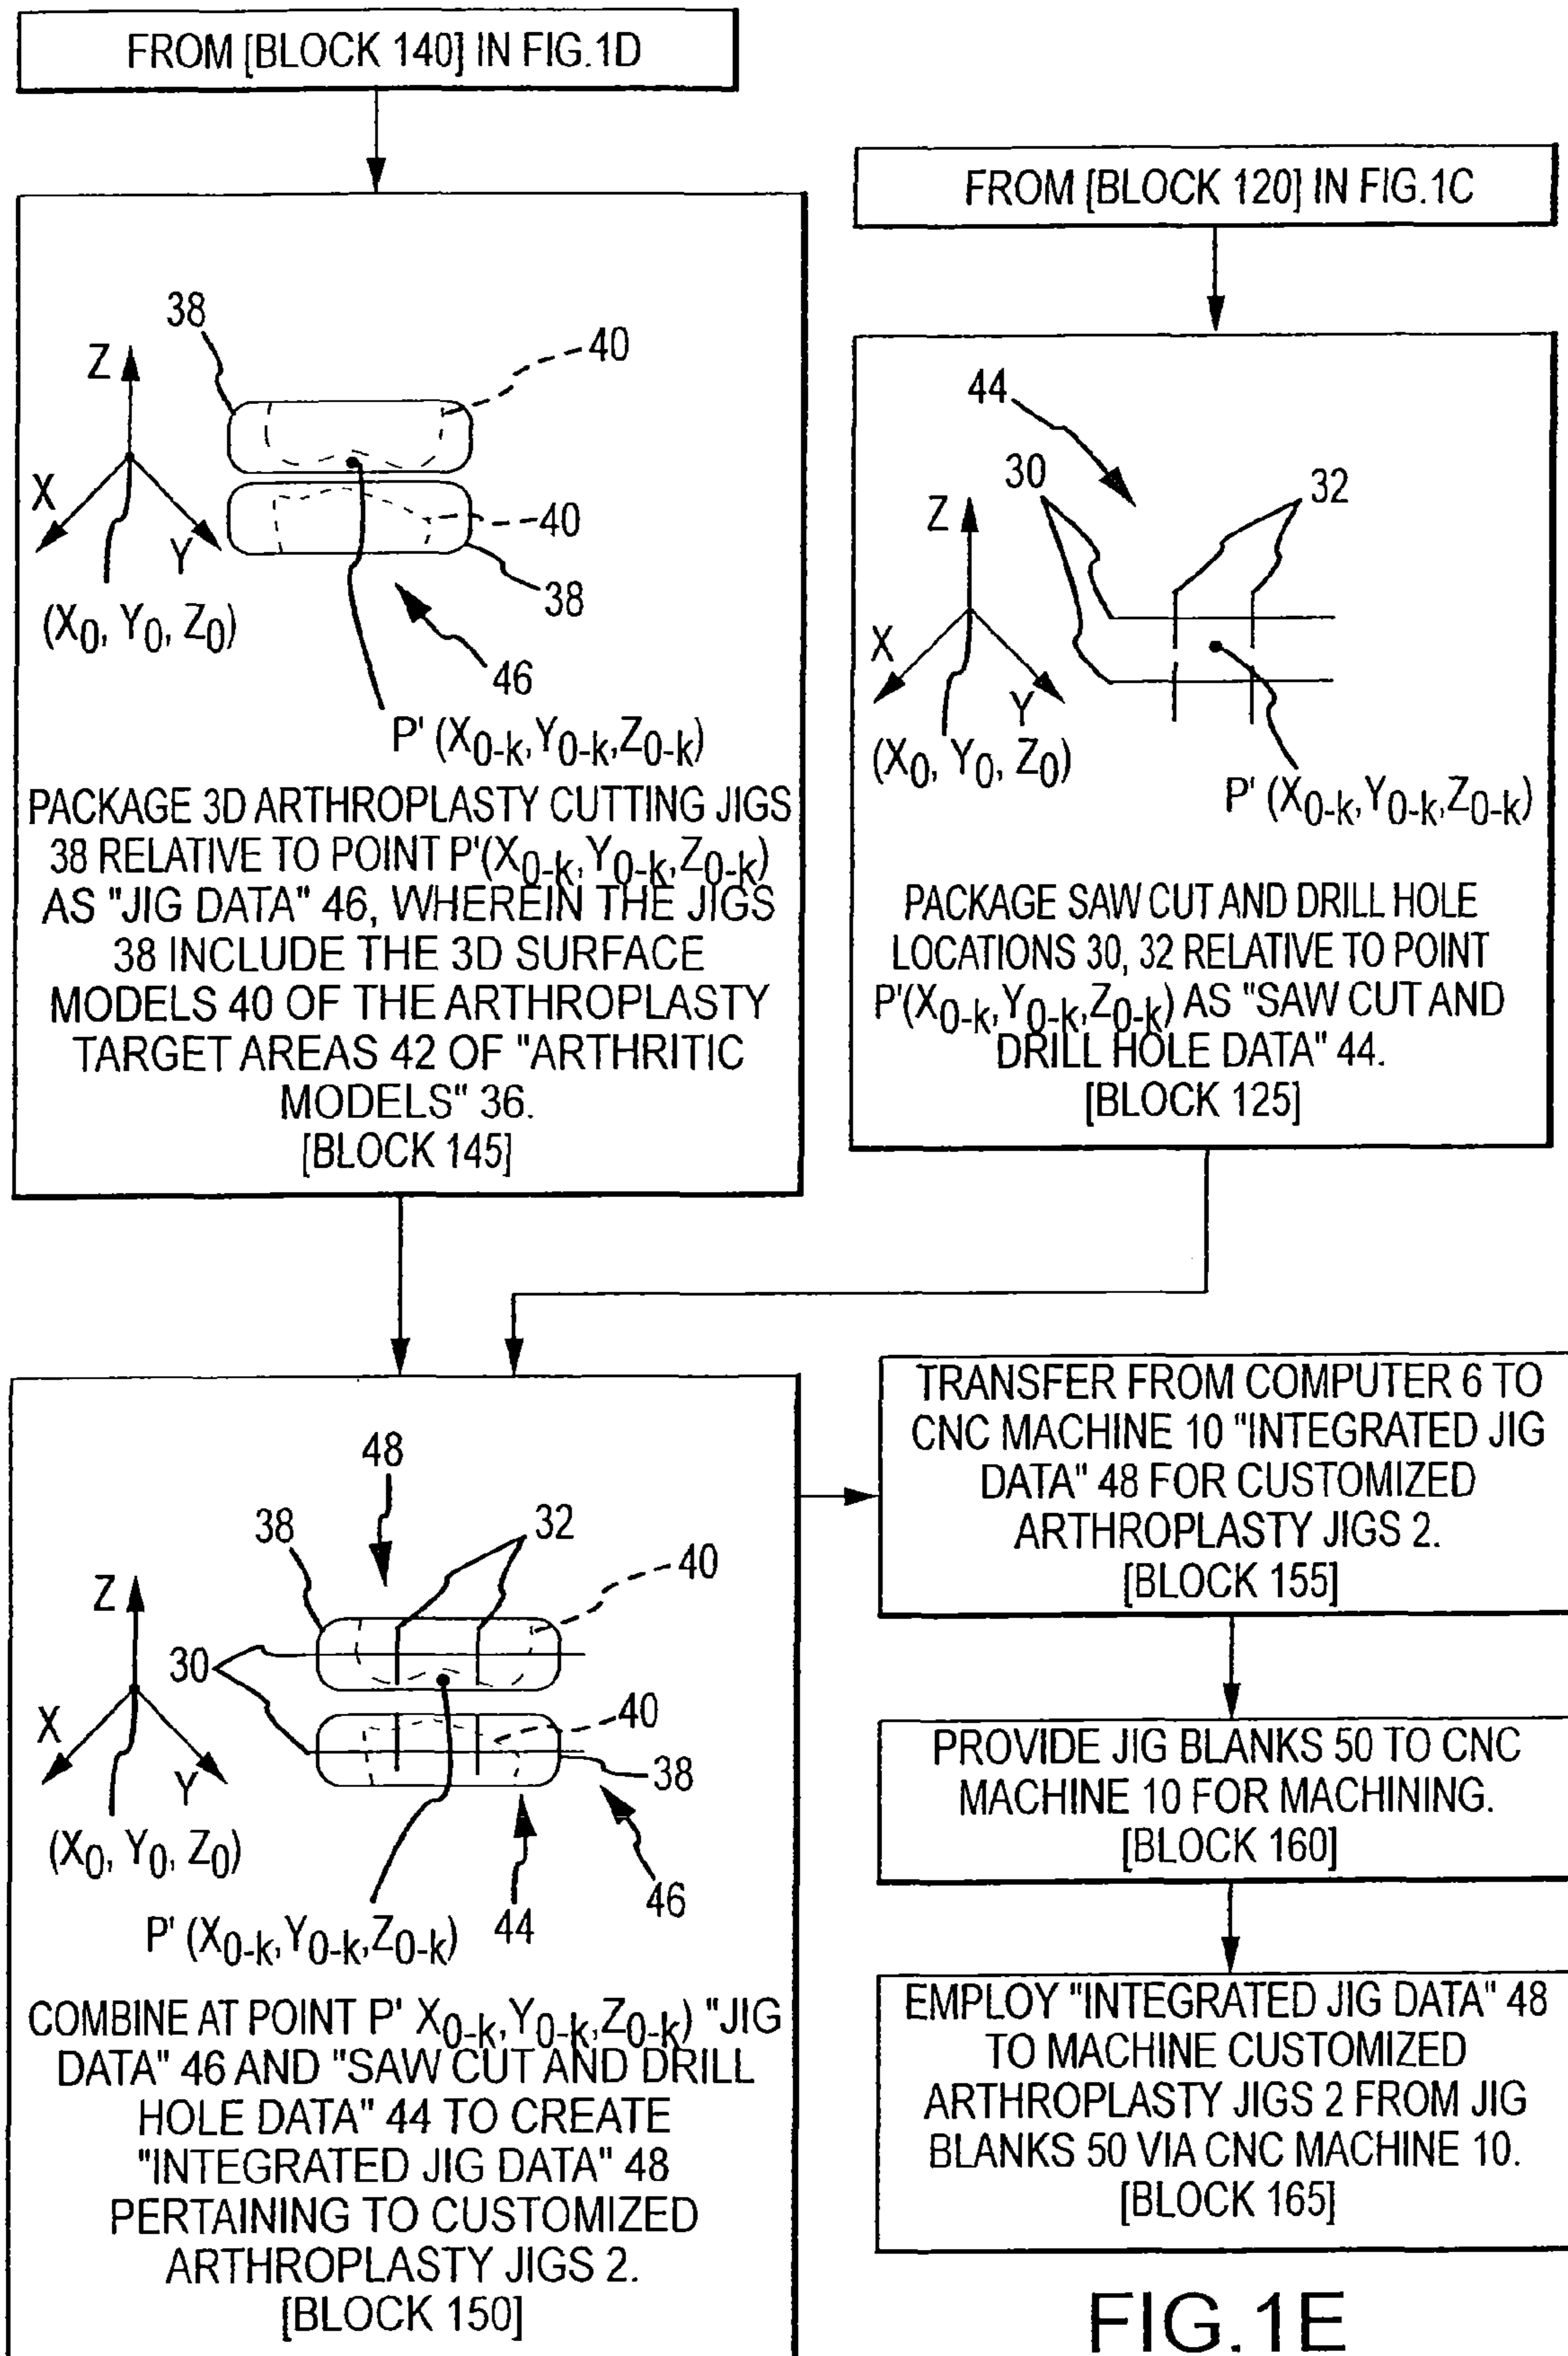 FROM [BLOCK 140] IN FIG.1D
38
40
Z
X
Y
40
38
(X0, Y0, Z0)
46
P' (X0-k,Y0-k,Z0-k)
PACKAGE 3D ARTHROPLASTY CUTTING JIGS
38 RELATIVE TO POINT P'(X0-k,Y0-k,Z0-k)
AS "JIG DATA" 46, WHEREIN THE JIGS
38 INCLUDE THE 3D SURFACE
MODELS 40 OF THE ARTHROPLASTY
TARGET AREAS 42 OF "ARTHRITIC
MODELS" 36.
[BLOCK 145]
FROM [BLOCK 120] IN FIG.1C
44
30
32
Z
X
Y
(X0, Y0, Z0)
P' (X0-k,Y0-k,Z0-k)
PACKAGE SAW CUT AND DRILL HOLE
LOCATIONS 30, 32 RELATIVE TO POINT
P'(X0-k,Y0-k,Z0-k) AS "SAW CUT AND
DRILL HOLE DATA" 44.
[BLOCK 125]
48
38
32
40
Z
30
X
Y
40
38
(X0, Y0, Z0)
46
P' (X0-k,Y0-k,Z0-k)
44
COMBINE AT POINT P' X0-k,Y0-k,Z0-k) "JIG
DATA" 46 AND "SAW CUT AND DRILL
HOLE DATA" 44 TO CREATE
"INTEGRATED JIG DATA" 48
PERTAINING TO CUSTOMIZED
ARTHROPLASTY JIGS 2.
[BLOCK 150]
TRANSFER FROM COMPUTER 6 TO
CNC MACHINE 10 "INTEGRATED JIG
DATA" 48 FOR CUSTOMIZED
ARTHROPLASTY JIGS 2.
[BLOCK 155]
PROVIDE JIG BLANKS 50 TO CNC
MACHINE 10 FOR MACHINING.
[BLOCK 160]
EMPLOY "INTEGRATED JIG DATA" 48
TO MACHINE CUSTOMIZED
ARTHROPLASTY JIGS 2 FROM JIG
BLANKS 50 VIA CNC MACHINE 10.
[BLOCK 165]
FIG.1E